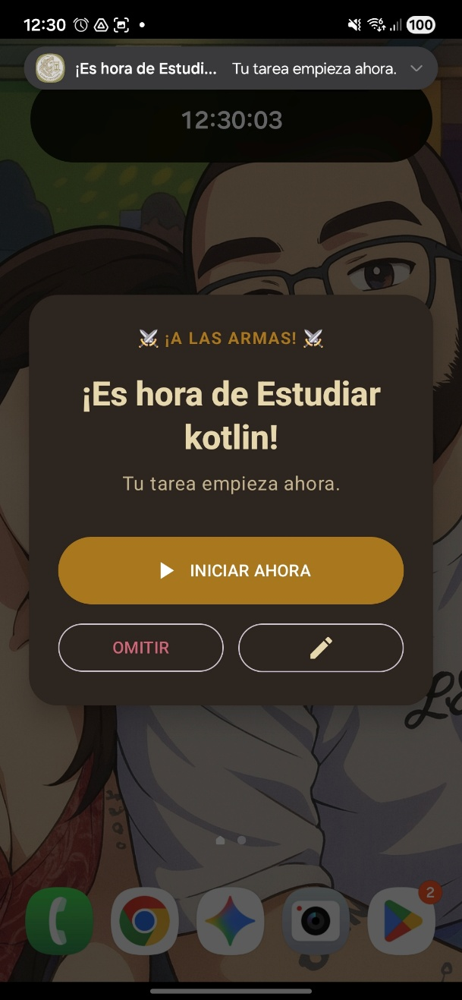 12:30
100
¡Es hora de Estudi... Tu tarea empieza ahora.
12:30:03
¡A LAS ARMAS!
¡Es hora de Estudiar
kotlin!
Tu tarea empieza ahora.
INICIAR AHORA
OMITIR
2